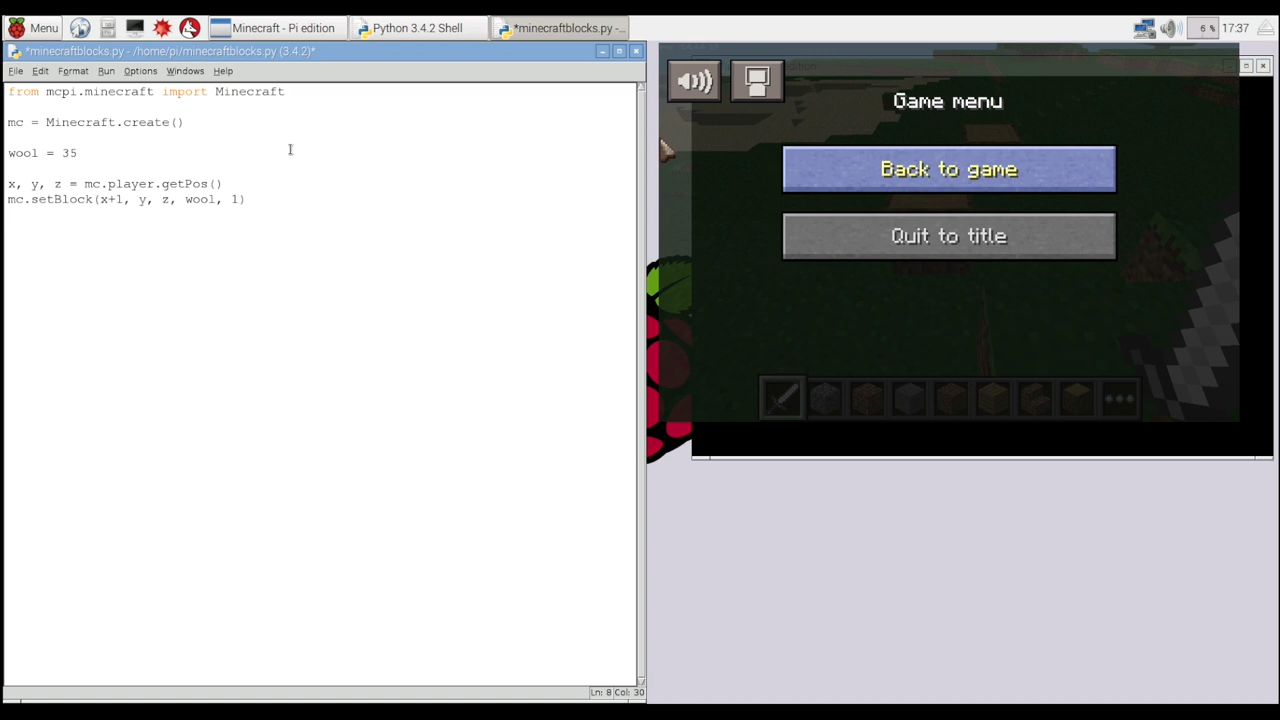 Menu
Minecraft - Pi edition
Python 3.4.2 Shell
*minecraftblocks.py -...
6 %
17:37
*minecraftblocks.py - /home/pi/minecraftblocks.py (3.4.2)*
File Edit Format Run Options Windows Help
from mcpi.minecraft import Minecraft
mc = Minecraft.create()
wool = 35
x, y, z = mc.player.getPos()
mc.setBlock(x+1, y, z, wool, 1)
Ln: 8 Col: 30
Game menu
Back to game
Quit to title